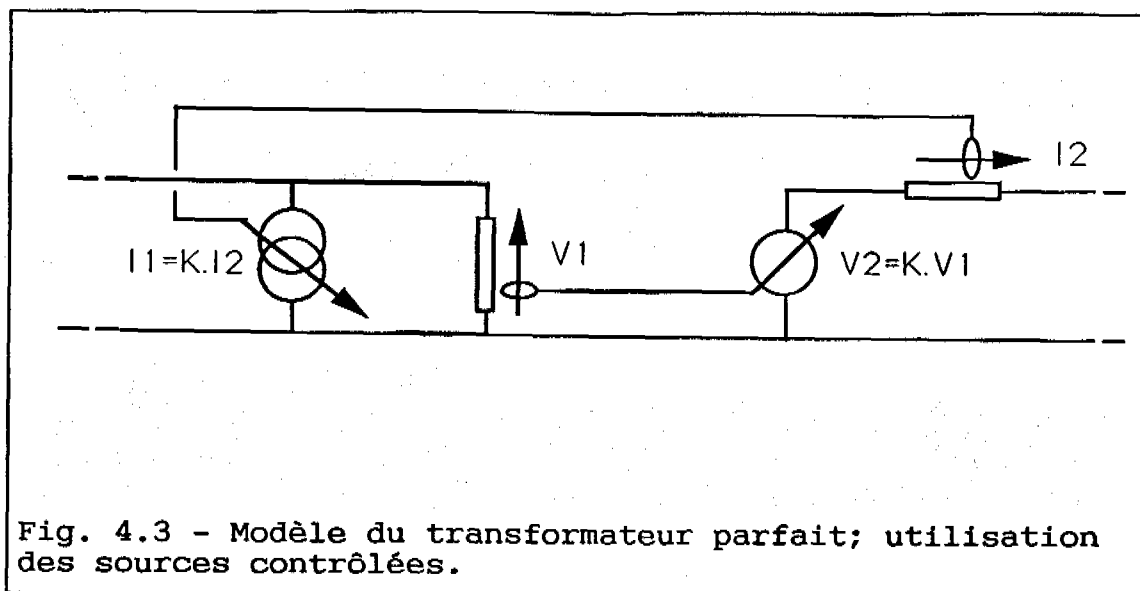 I2
I1=K.I2
V1
V2=K.V1
Fig. 4.3 - Modèle du transformateur parfait; utilisation
des sources contrôlées.